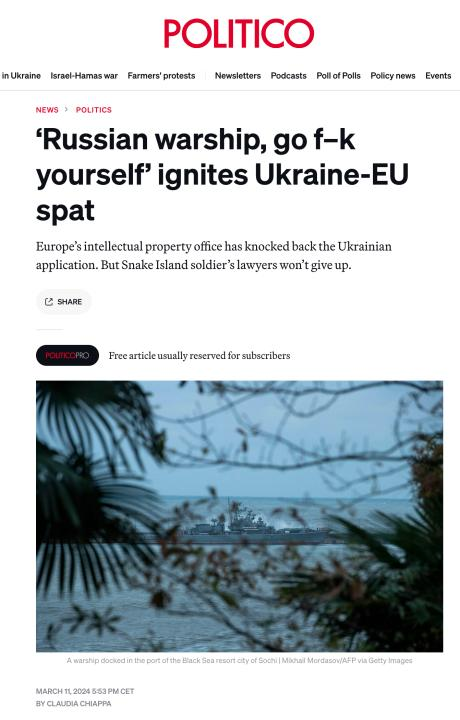 POLITICO
in Ukraine Israel-Hamas war Farmers' protests Newsletters Podcasts Poll of Polls Policy news Events
NEWS > POLITICS
‘Russian warship, go f–k
yourself’ ignites Ukraine-EU
spat
Europe’s intellectual property office has knocked back the Ukrainian
application. But Snake Island soldier’s lawyers won’t give up.
SHARE
POLITICOPRO Free article usually reserved for subscribers
A warship docked in the port of the Black Sea resort city of Sochi | Mikhail Mordasov/AFP via Getty Images
MARCH 11, 2024 5:53 PM CET
BY CLAUDIA CHIAPPA